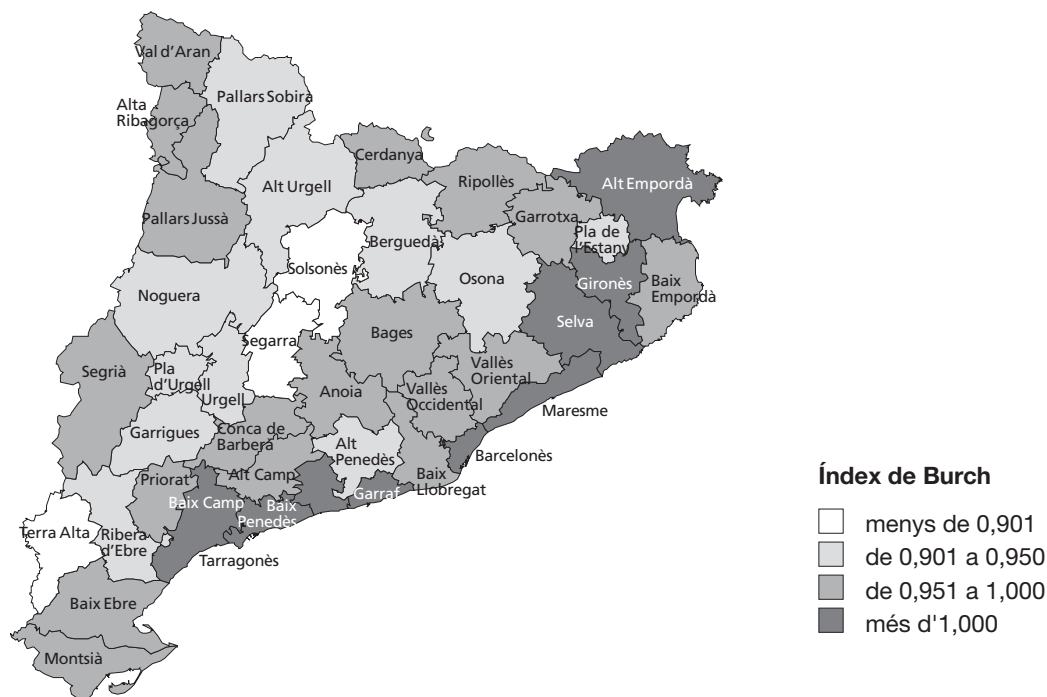 Val d'Aran
Pallars Sobirà
Alta
Ribagorça
Cerdanya
Alt Urgell
Ripollès
Alt Empordà
Pallars Jussà
Garrotxa
Pla de
l'Estany
Berguedà
Solsonès
Osona
Gironès
Baix
Empordà
Noguera
Selva
Bages
Segarra
Segrià
Pla
d'Urgell
Urgell
Anoia
Vallès
Oriental
Vallès
Occidental
Maresme
Garrigues
Conca de
Barberà
Alt
Penedès
Barcelonès
Priorat
Alt Camp
Baix
Llobregat
Garraf
Baix Camp
Baix
Penedès
Terra Alta
Ribera
d'Ebre
Tarragonès
Baix Ebre
Montsià
Índex de Burch
menys de 0,901
de 0,901 a 0,950
de 0,951 a 1,000
més d'1,000